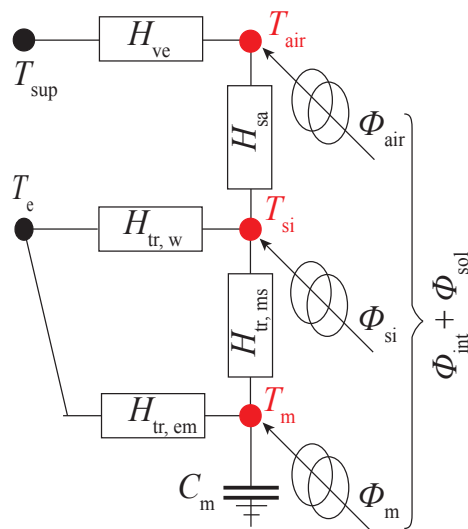 H_ve
T_air
T_sup
H_sa
Φ_air
T_e
T_si
H_tr, w
Φ_int + Φ_sol
Φ_si
H_tr, ms
T_m
H_tr, em
C_m
Φ_m